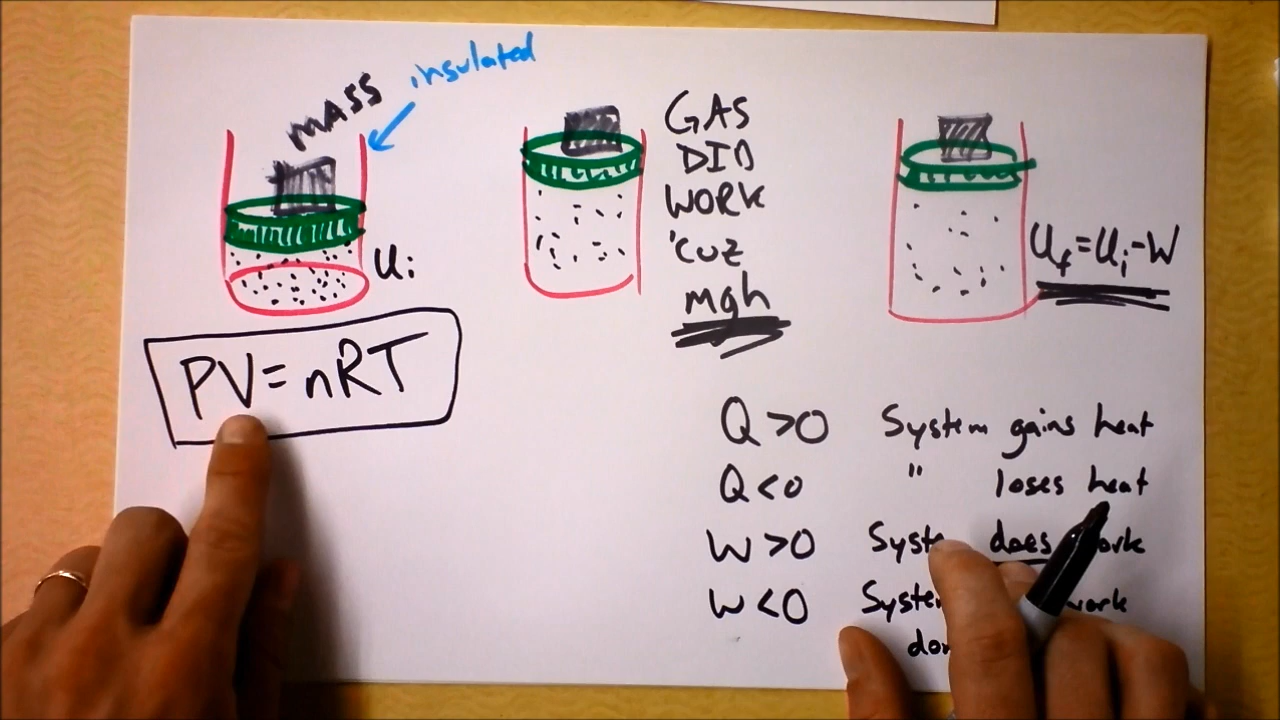 MASS
insulated
Ui
PV=nRT
GAS
DID
WORK
'cuz
mgh
Uf=Ui-W
Q>0 System gains heat
Q<0 " loses heat
W>0 does
W<0